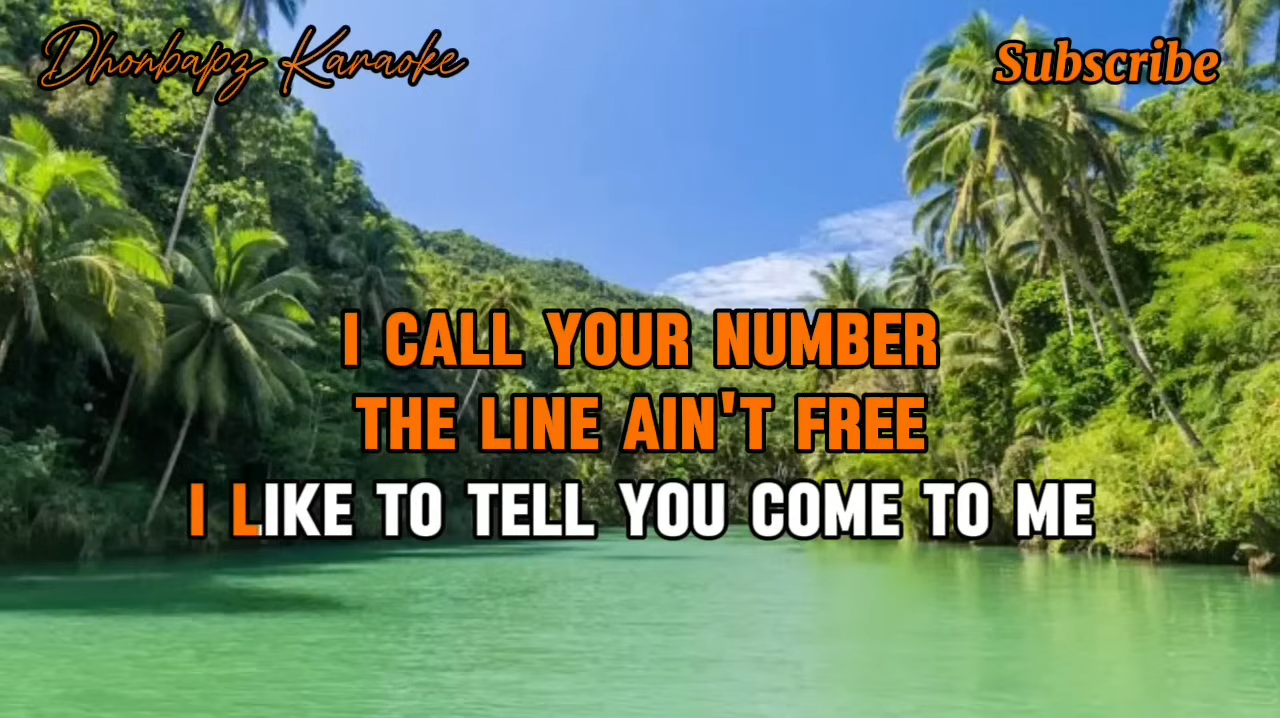 Dhonbapz Karaoke
Subscribe
I CALL YOUR NUMBER
THE LINE AIN'T FREE
I LIKE TO TELL YOU COME TO ME